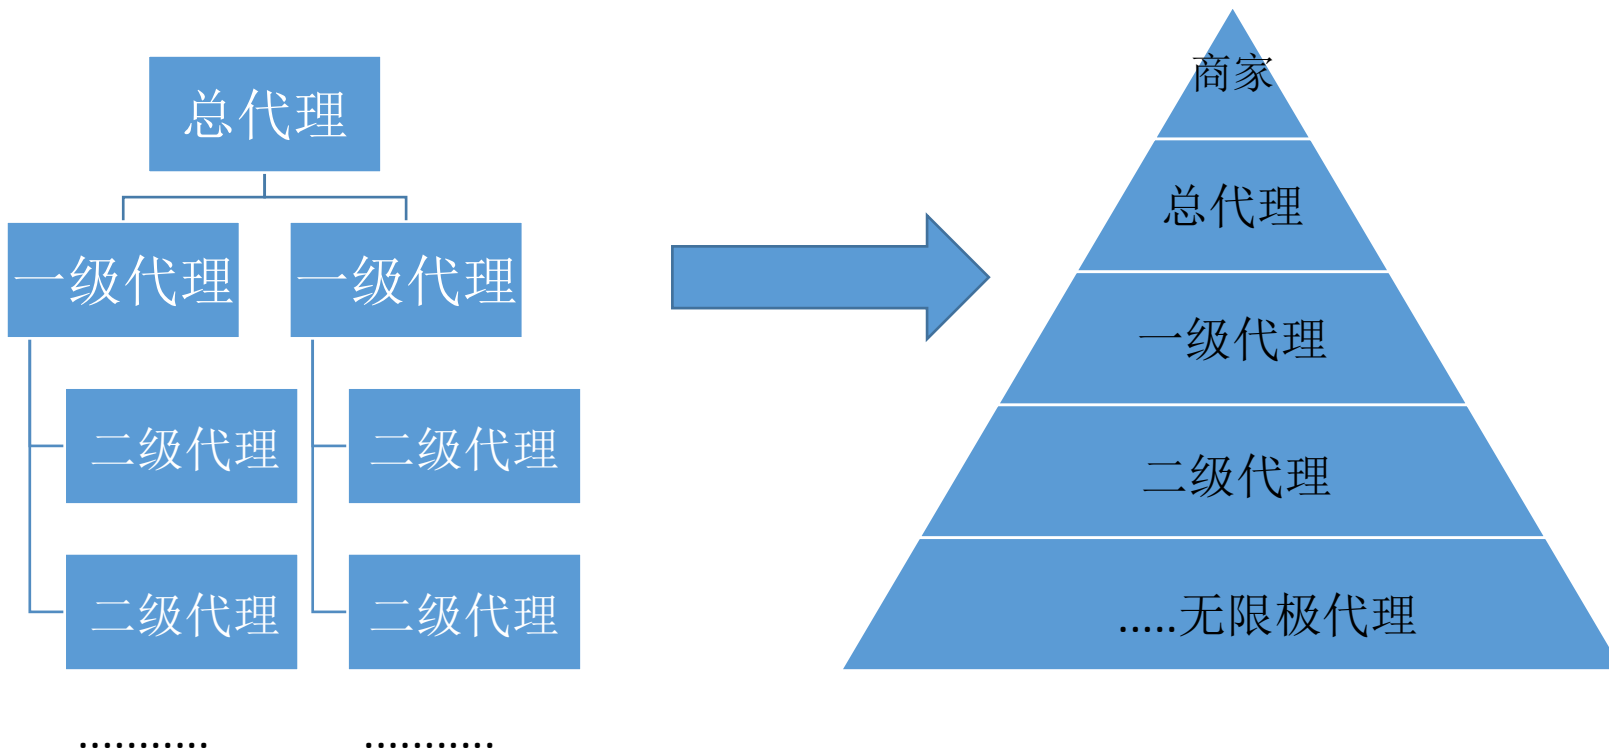 总代理
一级代理
一级代理
二级代理
二级代理
二级代理
二级代理
...........
...........
商家
总代理
一级代理
二级代理
.....无限极代理